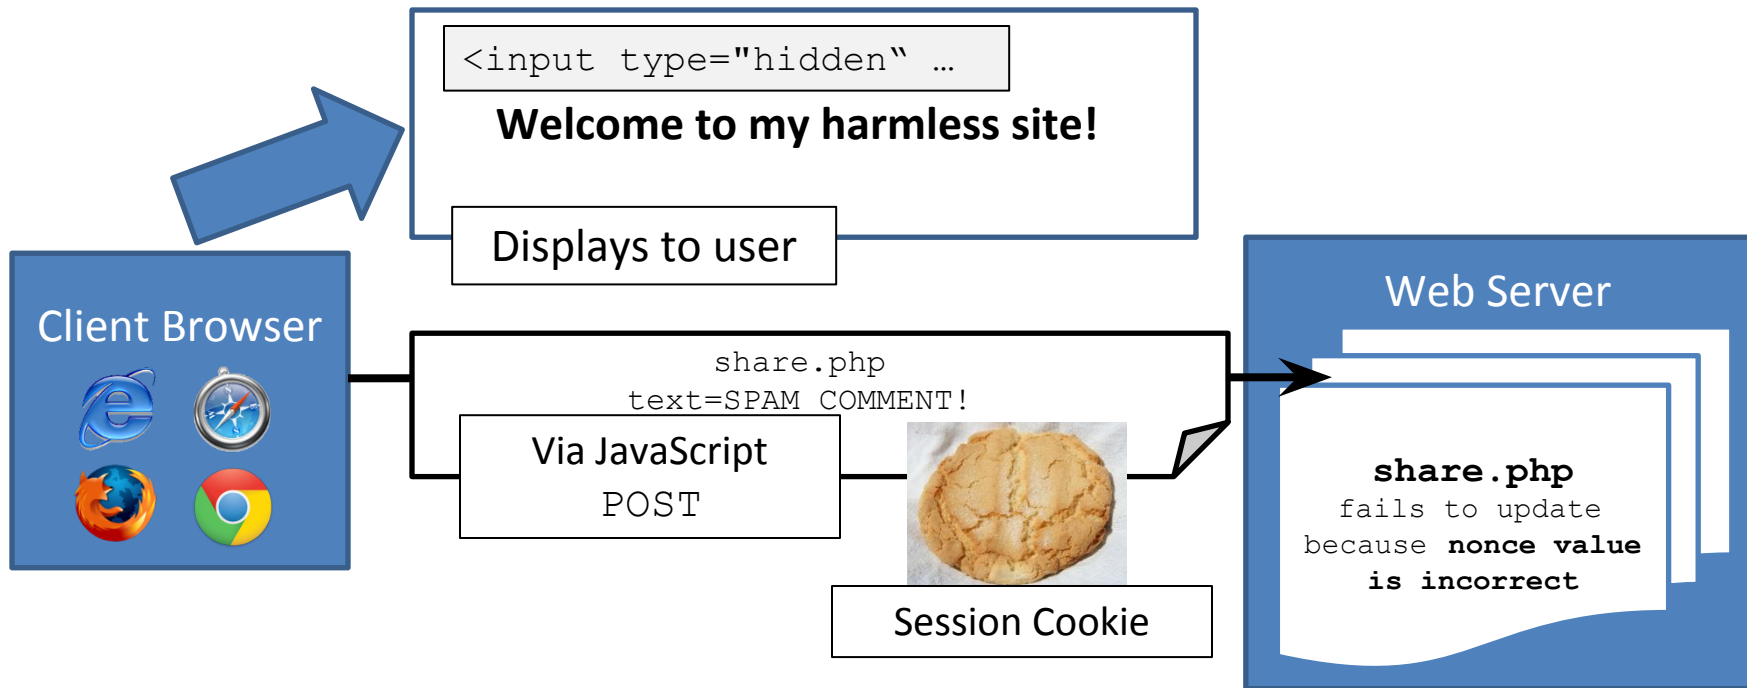 <input type="hidden“ …
Welcome to my harmless site!
Displays to user
Client Browser
Web Server
share.php
text=SPAM COMMENT!
Via JavaScript
POST
Session Cookie
share.php
fails to update
because nonce value
is incorrect